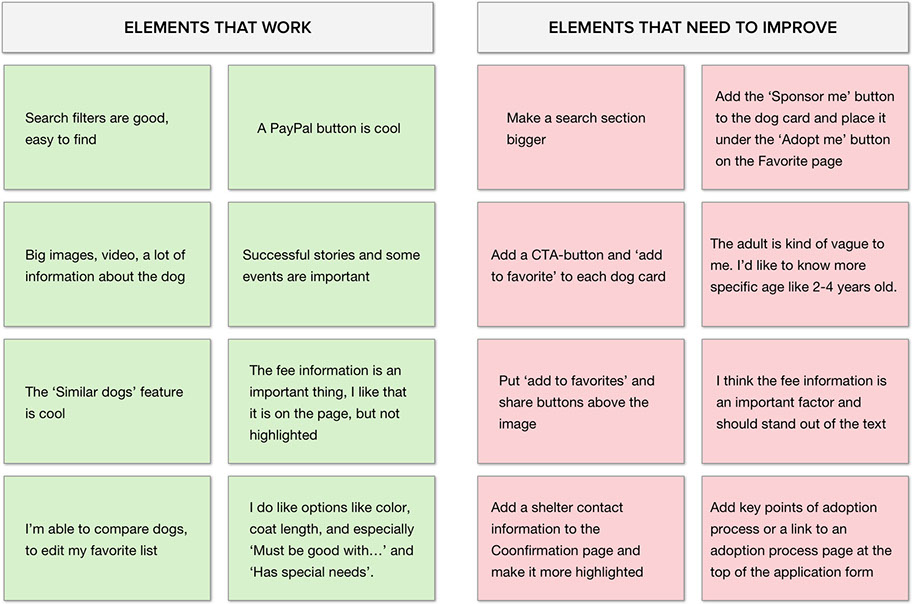 ELEMENTS THAT WORK
Search filters are good,
easy to find
A PayPal button is cool
Big images, video, a lot of
information about the dog
Successful stories and some
events are important
The ‘Similar dogs’ feature
is cool
The fee information is an
important thing, I like that
it is on the page, but not
highlighted
I’m able to compare dogs,
to edit my favorite list
I do like options like color,
coat length, and especially
‘Must be good with…’ and
‘Has special needs’.
ELEMENTS THAT NEED TO IMPROVE
Make a search section
bigger
Add the ‘Sponsor me’ button
to the dog card and place it
under the ‘Adopt me’ button
on the Favorite page
Add a CTA-button and ‘add
to favorite’ to each dog card
The adult is kind of vague to
me. I’d like to know more
specific age like 2-4 years old.
Put ‘add to favorites’ and
share buttons above the
image
I think the fee information is
an important factor and
should stand out of the text
Add a shelter contact
information to the
Coonfirmation page and
make it more highlighted
Add key points of adoption
process or a link to an
adoption process page at the
top of the application form